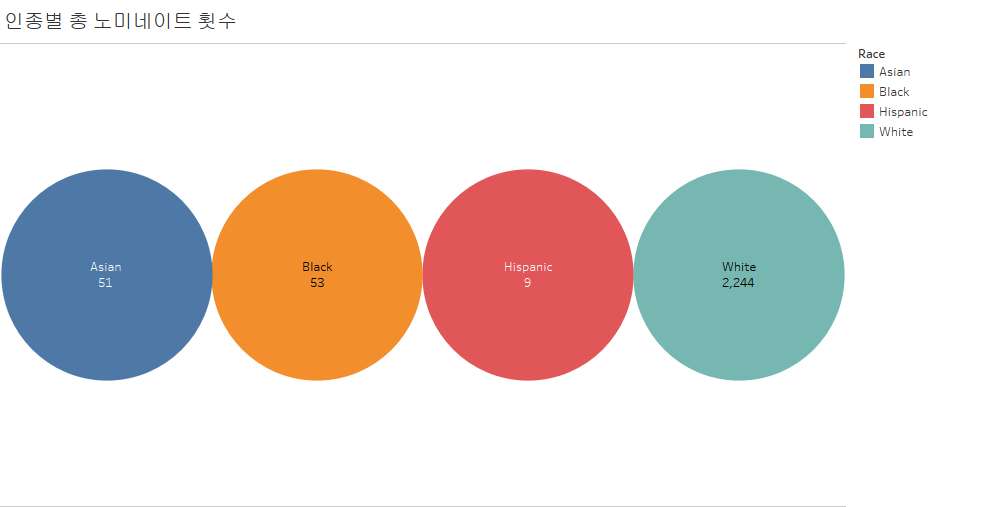 인종별 총 노미네이트 횟수
Race
Asian
Black
Hispanic
White
Asian
51
Black
53
Hispanic
9
White
2,244